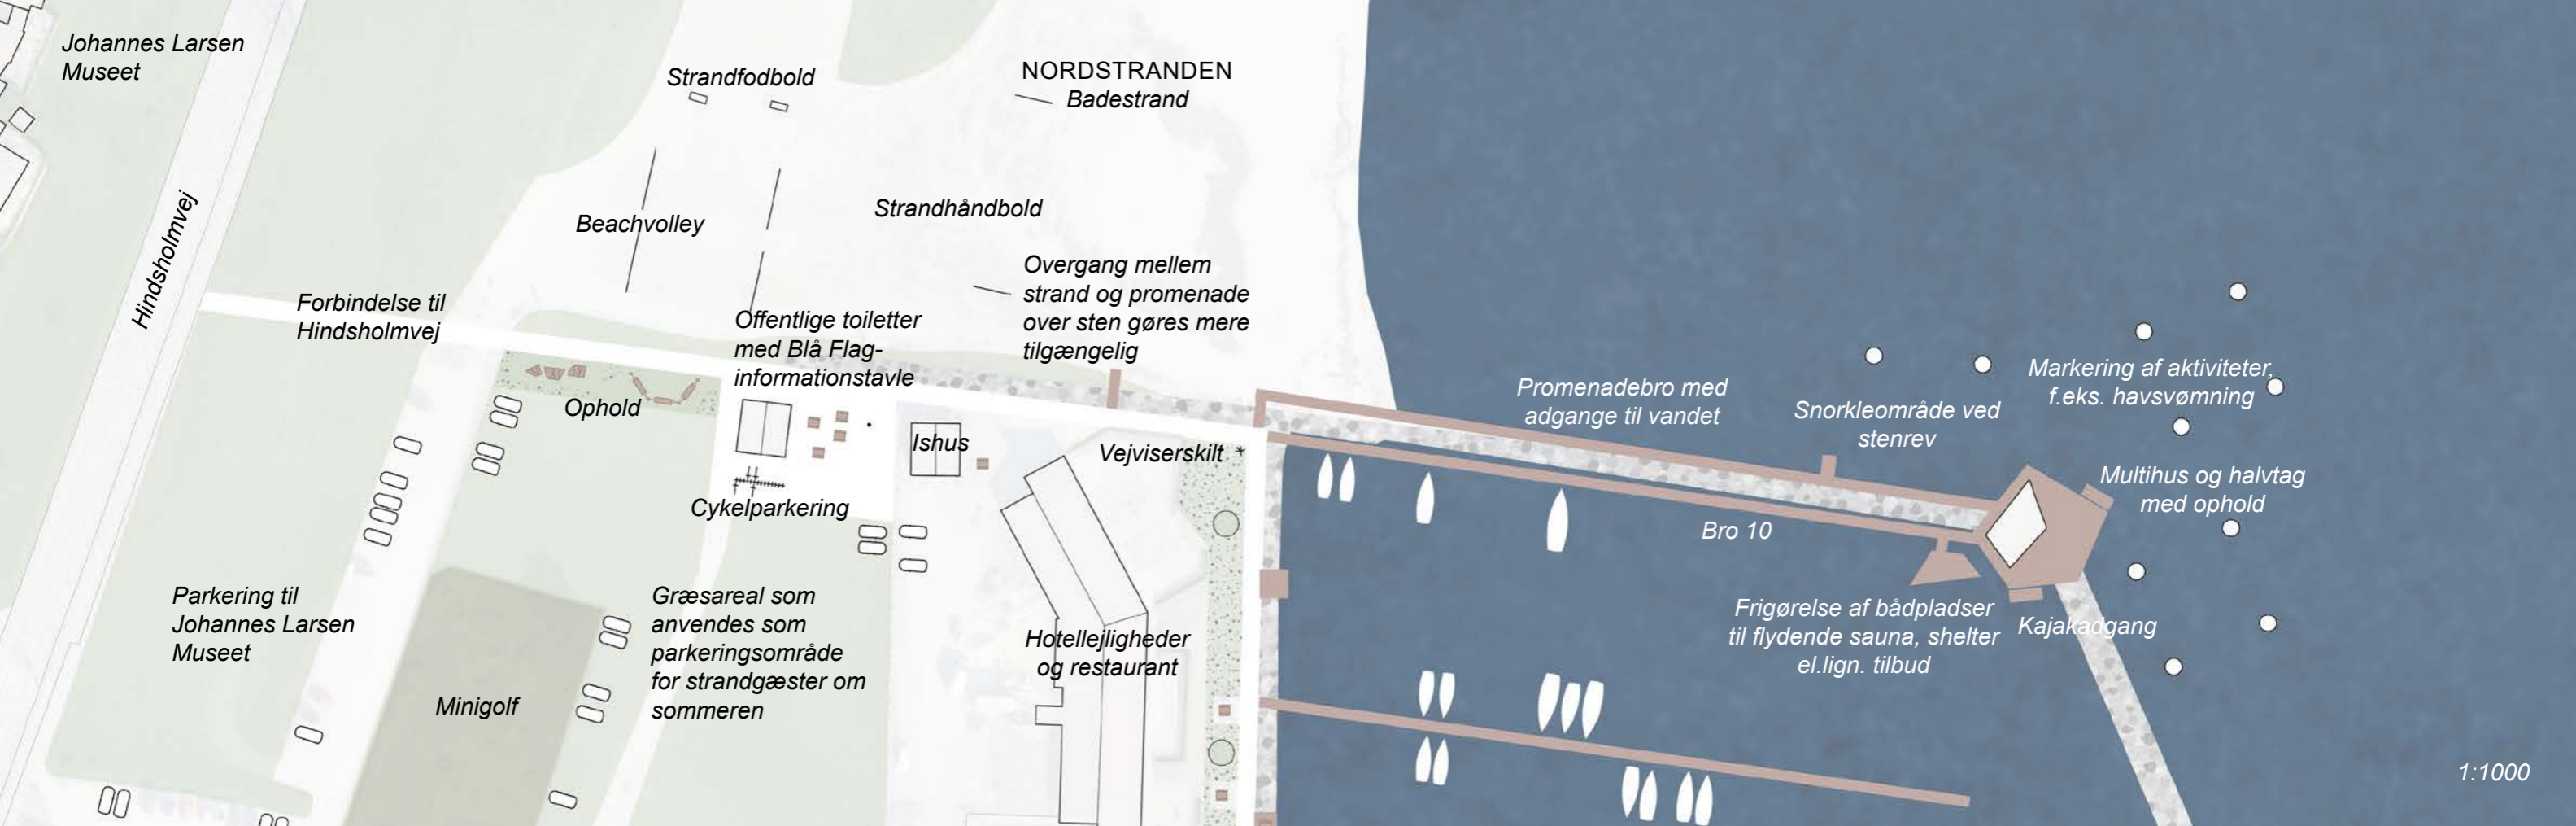 Johannes Larsen
Museet
Strandfodbold
NORDSTRANDEN
Badestrand
Hindsholmvej
Beachvolley
Strandhåndbold
Overgang mellem
strand og promenade
over sten gøres mere
tilgængelig
Forbindelse til
Hindsholmvej
Offentlige toiletter
med Blå Flag-
informationstavle
Ophold
Ishus
Vejviserskilt
Cykelparkering
Promenadebro med
adgange til vandet
Snorkleområde ved
stenrev
Markering af aktiviteter,
f.eks. havsvømning
Multihus og halvtag
med ophold
Bro 10
Parkering til
Johannes Larsen
Museet
Minigolf
Græsareal som
anvendes som
parkeringsområde
for strandgæster om
sommeren
Hotellejligheder
og restaurant
Frigørelse af bådpladser
til flydende sauna, shelter
el.lign. tilbud
Kajakadgang
1:1000